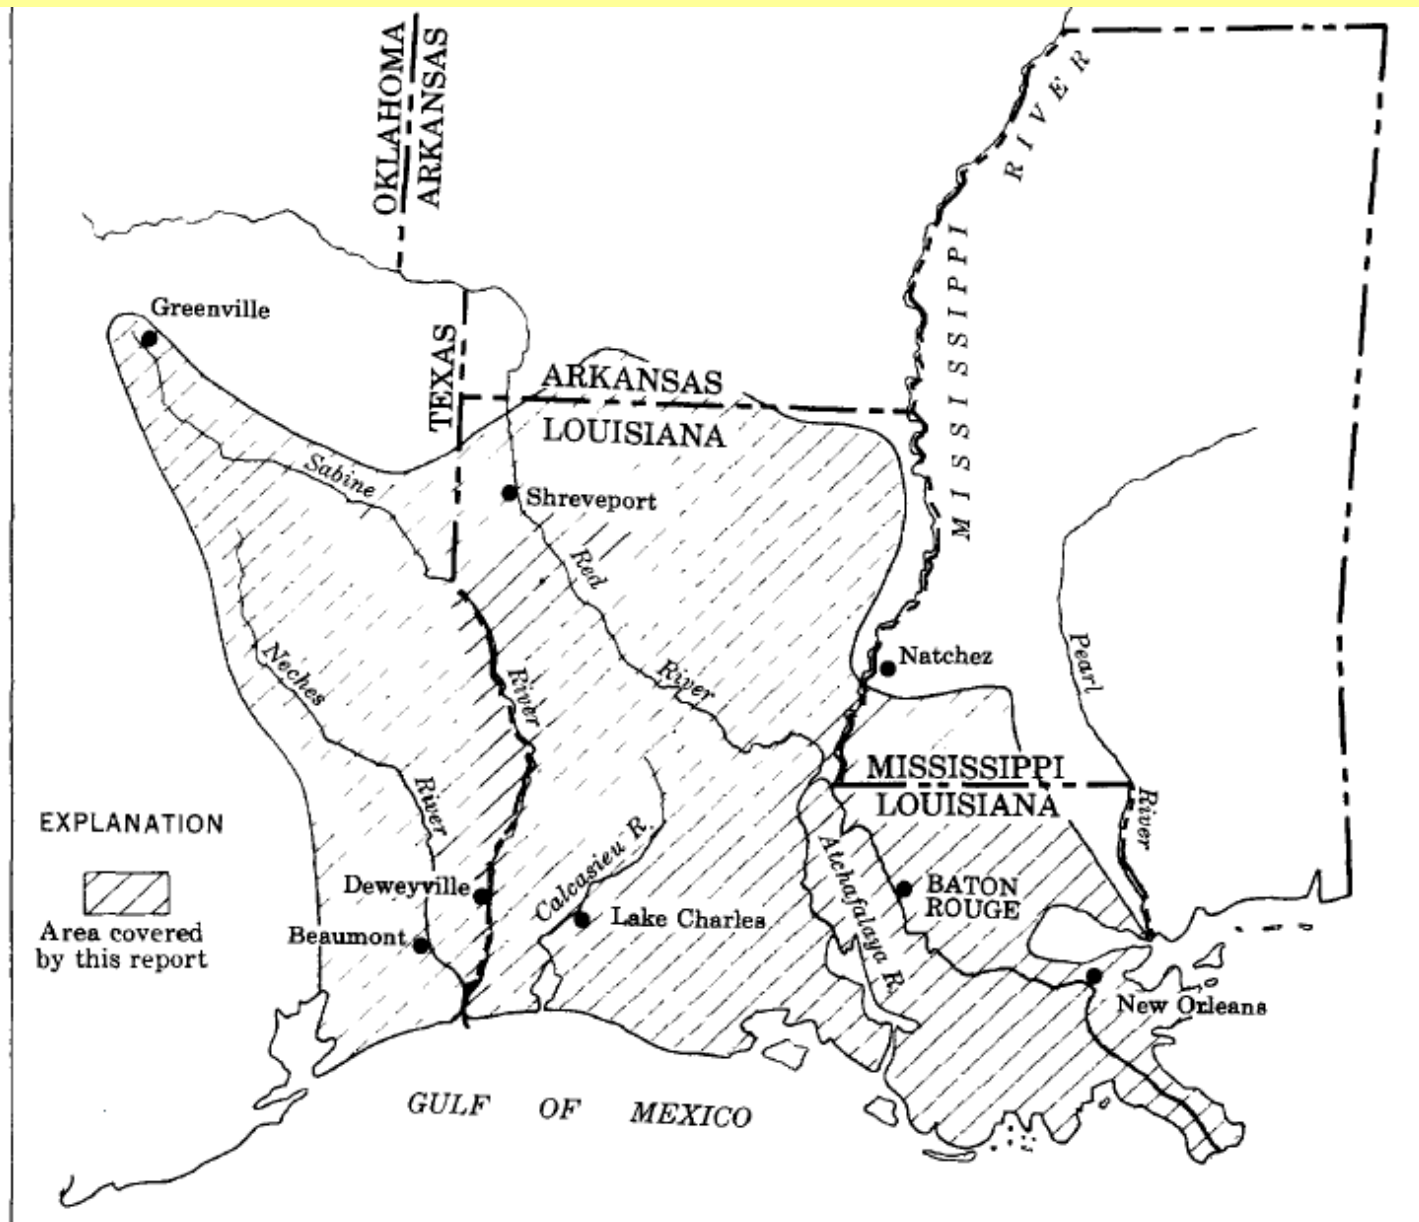 OKLAHOMA
ARKANSAS
MISSISSIPPI
RIVER
Greenville
TEXAS
ARKANSAS
LOUISIANA
Sabine
River
Shreveport
Red
River
Neches
River
Natchez
Pearl
River
MISSISSIPPI
LOUISIANA
EXPLANATION
Area covered
by this report
Deweyville
Beaumont
Calcasieu R.
Lake Charles
Atchafalaya R.
BATON
ROUGE
New Orleans
GULF OF MEXICO